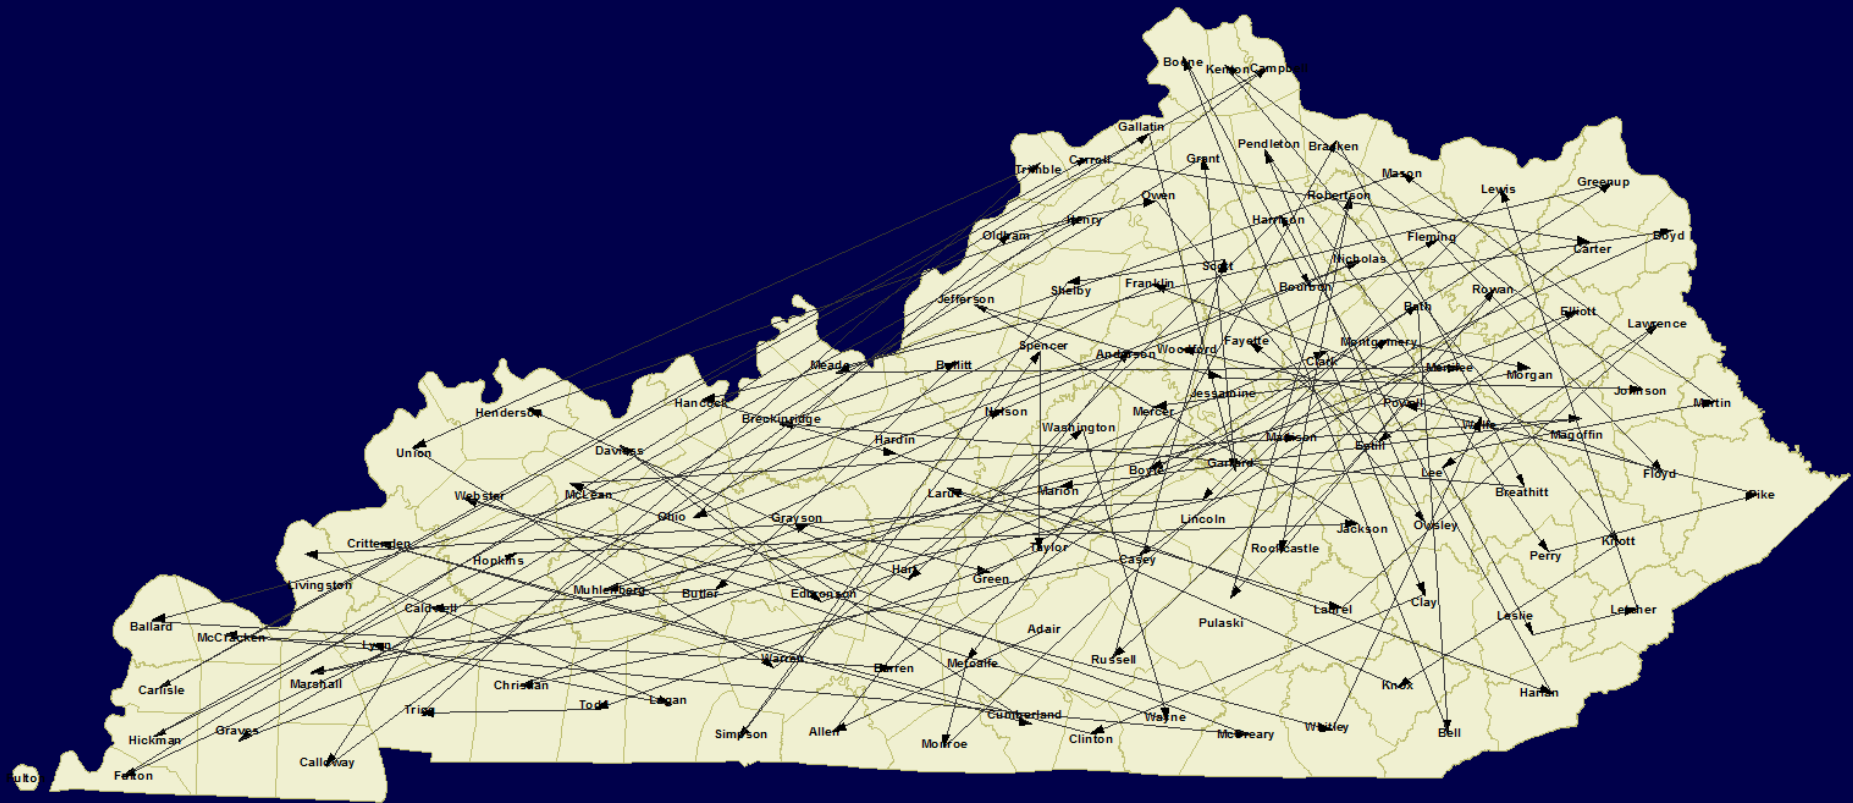 Boone
Kenton
Campbell
Gallatin
Pendleton
Bracken
Carroll
Grant
Trimble
Mason
Lewis
Greenup
Owen
Robertson
Henry
Harrison
Oldham
Fleming
Boyd
Carter
Scott
Nicholas
Shelby
Franklin
Bourbon
Rowan
Jefferson
Bath
Elliott
Lawrence
Spencer
Anderson
Woodford
Fayette
Montgomery
Clark
Meade
Bullitt
Menifee
Morgan
Jessamine
Johnson
Hancock
Powell
Martin
Henderson
Breckinridge
Nelson
Mercer
Washington
Wolfe
Magoffin
Hardin
Madison
Estill
Union
Daviess
Boyle
Garrard
Lee
Floyd
Webster
McLean
Larue
Marion
Breathitt
Pike
Ohio
Grayson
Lincoln
Jackson
Owsley
Crittenden
Hopkins
Taylor
Casey
Rockcastle
Perry
Knott
Hart
Green
Livingston
Muhlenberg
Butler
Edmonson
Caldwell
Laurel
Clay
Leslie
Letcher
Ballard
McCracken
Adair
Pulaski
Lyon
Warren
Barren
Metcalfe
Russell
Carlisle
Marshall
Christian
Knox
Harlan
Trigg
Todd
Logan
Cumberland
Wayne
Hickman
Graves
Simpson
Allen
Monroe
Clinton
McCreary
Whitley
Bell
Calloway
Fulton
Fulton